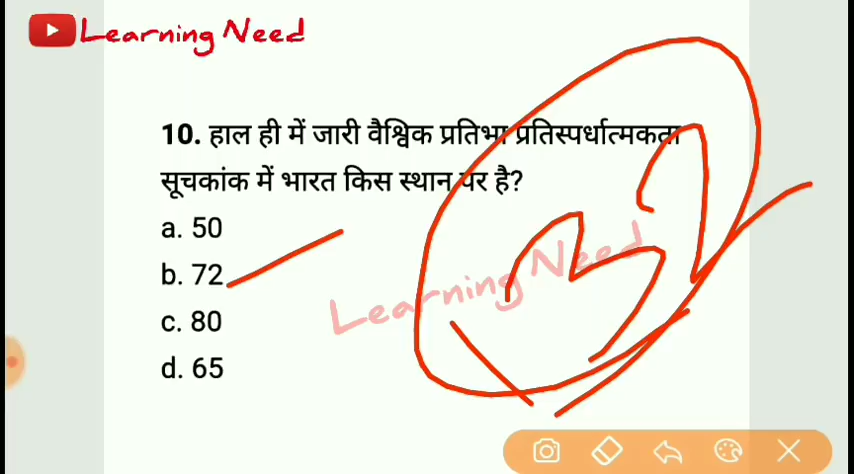 Learning Need
10. हाल ही में जारी वैश्विक प्रतिभा प्रतिस्पर्धात्मकता
सूचकांक में भारत किस स्थान पर है?
a. 50
b. 72
Learning Need
c. 80
d. 65